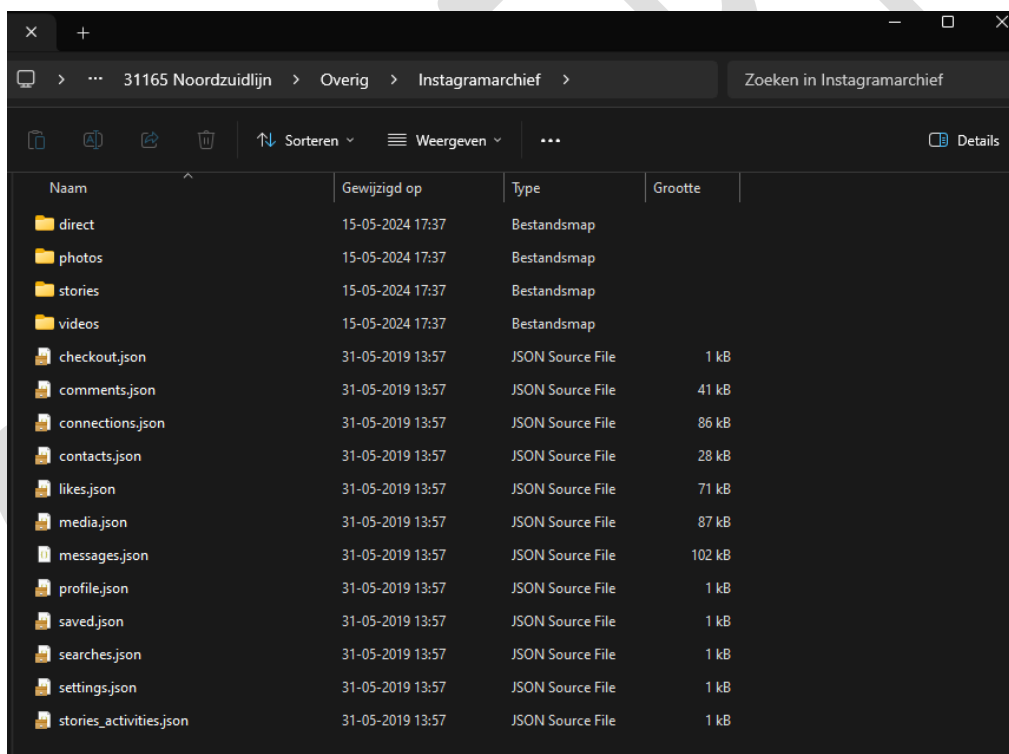 31165 Noordzuidlijn > Overig > Instagramarchief >
Zoeken in Instagramarchief
Sorteren
Weergeven
Details
Naam Gewijzigd op Type Grootte
direct 15-05-2024 17:37 Bestandsmap
photos 15-05-2024 17:37 Bestandsmap
stories 15-05-2024 17:37 Bestandsmap
videos 15-05-2024 17:37 Bestandsmap
checkout.json 31-05-2019 13:57 JSON Source File 1 kB
comments.json 31-05-2019 13:57 JSON Source File 41 kB
connections.json 31-05-2019 13:57 JSON Source File 86 kB
contacts.json 31-05-2019 13:57 JSON Source File 28 kB
likes.json 31-05-2019 13:57 JSON Source File 71 kB
media.json 31-05-2019 13:57 JSON Source File 87 kB
messages.json 31-05-2019 13:57 JSON Source File 102 kB
profile.json 31-05-2019 13:57 JSON Source File 1 kB
saved.json 31-05-2019 13:57 JSON Source File 1 kB
searches.json 31-05-2019 13:57 JSON Source File 1 kB
settings.json 31-05-2019 13:57 JSON Source File 1 kB
stories_activities.json 31-05-2019 13:57 JSON Source File 1 kB